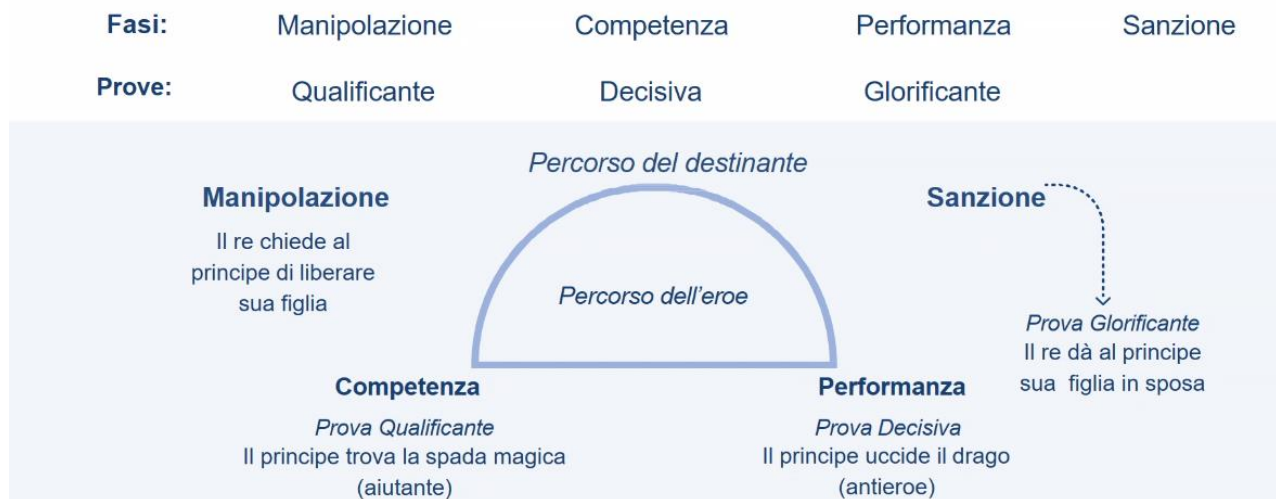 Fasi: Manipolazione Competenza Performanza Sanzione
Prove: Qualificante Decisiva Glorificante
Percorso del destinante
Manipolazione
Il re chiede al
principe di liberare
sua figlia
Sanzione
Percorso dell'eroe
Prova Glorificante
Il re dà al principe
sua figlia in sposa
Competenza
Prova Qualificante
Il principe trova la spada magica
(aiutante)
Performanza
Prova Decisiva
Il principe uccide il drago
(antieroe)